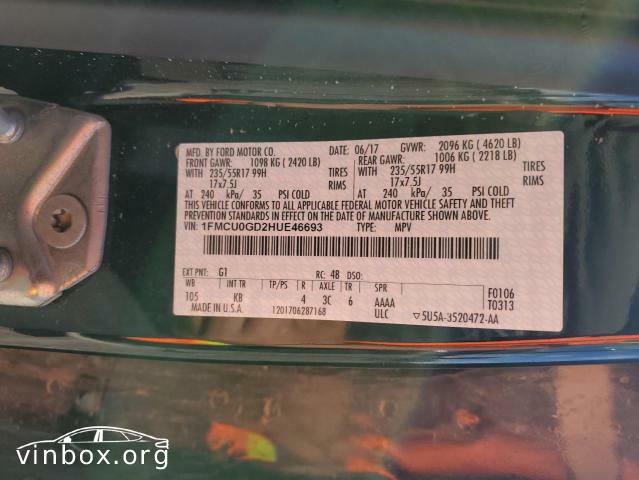 MFD. BY FORD MOTOR CO.
06/17 GVWR: 2096 KG ( 4620 LB)
FRONT GAWR: 1098 KG ( 2420 LB) REAR GAWR: 1006 KG ( 2218 LB)
WITH 235/55R17 99H TIRES WITH 235/55R17 99H TIRES
17x7.5J RIMS 17x7.5J RIMS
AT 240 kPa/ 35 PSI COLD AT 240 kPa/ 35 PSI COLD
THIS VEHICLE CONFORMS TO ALL APPLICABLE FEDERAL MOTOR VEHICLE SAFETY AND THEFT
PREVENTION STANDARDS IN EFFECT ON THE DATE OF MANUFACTURE SHOWN ABOVE.
VIN: 1FMCU0GD2HUE46693 TYPE: MPV
EXT PNT: G1 RC: 48 DSO:
WB INT TR TP/PS R AXLE TR SPR F0106
105 KB 4 3C 6 AAAA T0313
MADE IN U.S.A. 1201706287168 ULC ▽5U5A-3520472-AA
vinbox.org